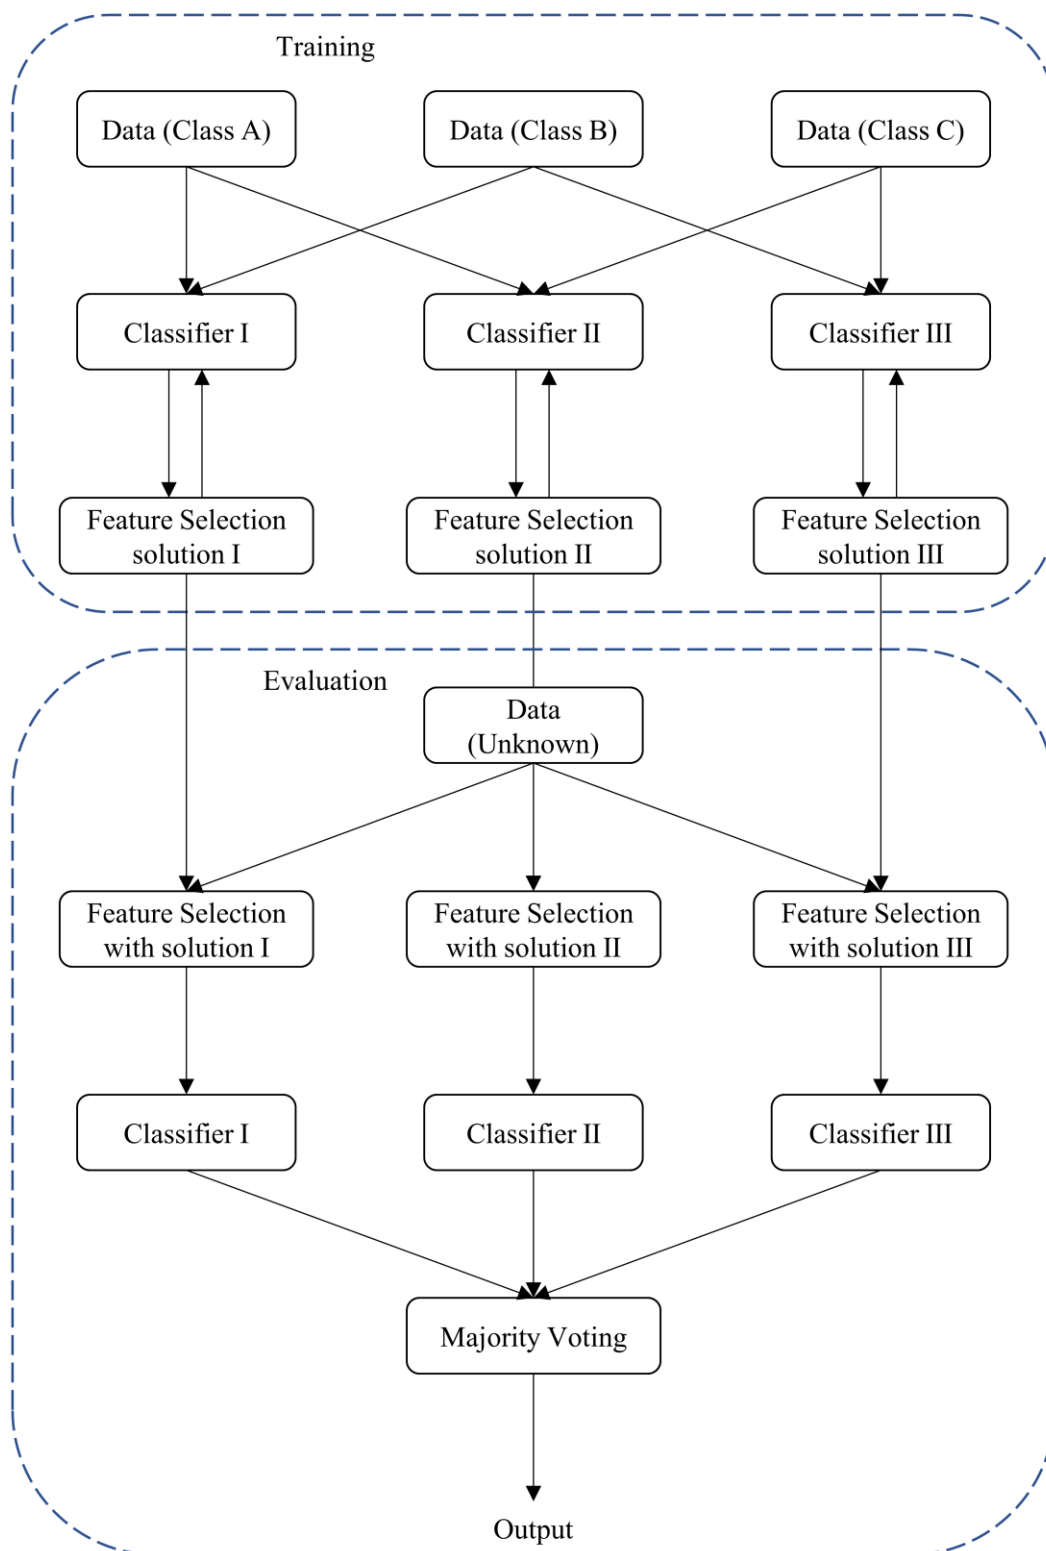 Training
Data (Class A)
Data (Class B)
Data (Class C)
Classifier I
Classifier II
Classifier III
Feature Selection
solution I
Feature Selection
solution II
Feature Selection
solution III
Evaluation
Data
(Unknown)
Feature Selection
with solution I
Feature Selection
with solution II
Feature Selection
with solution III
Classifier I
Classifier II
Classifier III
Majority Voting
Output